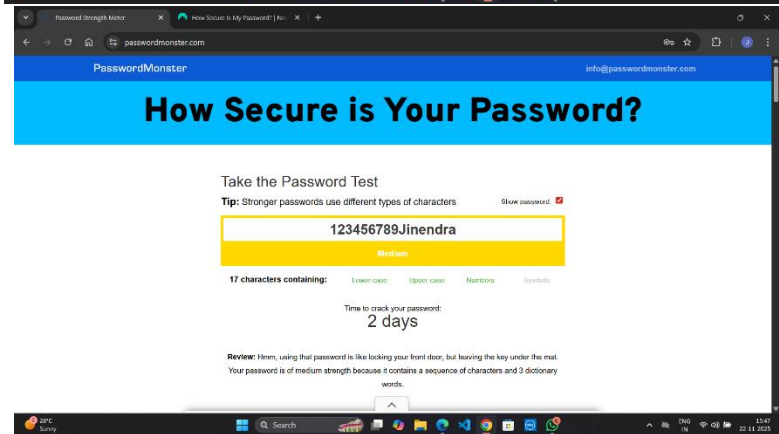 Password Strength Meter
How Secure Is My Password? | No
passwordmonster.com
PasswordMonster info@passwordmonster.com
How Secure is Your Password?
Take the Password Test
Tip: Stronger passwords use different types of characters Show password:
123456789Jinendra
Medium
17 characters containing: Lower case Upper case Numbers Symbols
Time to crack your password:
2 days
Review: Hmm, using that password is like locking your front door, but leaving the key under the mat.
Your password is of medium strength because it contains a sequence of characters and 3 dictionary
words.
28°C
Sunny
Search
ENG
IN
15:47
22 11 2025